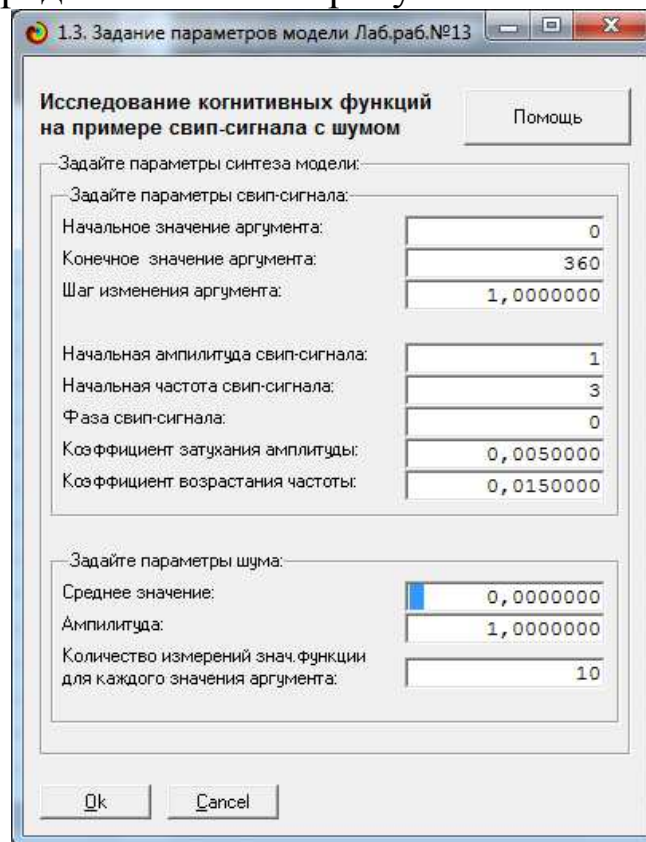 1.3. Задание параметров модели Лаб.раб.№13
Исследование когнитивных функций
на примере свип-сигнала с шумом
Помощь
Задайте параметры синтеза модели:
Задайте параметры свип-сигнала:
Начальное значение аргумента:
0
Конечное значение аргумента:
360
Шаг изменения аргумента:
1,0000000
Начальная ампилитуда свип-сигнала:
1
Начальная частота свип-сигнала:
3
Фаза свип-сигнала:
0
Коэффициент затухания амплитуды:
0,0050000
Коэффициент возрастания частоты:
0,0150000
Задайте параметры шума:
Среднее значение:
0,0000000
Ампилитуда:
1,0000000
Количество измерений знач.функции
для каждого значения аргумента:
10
Ok
Cancel